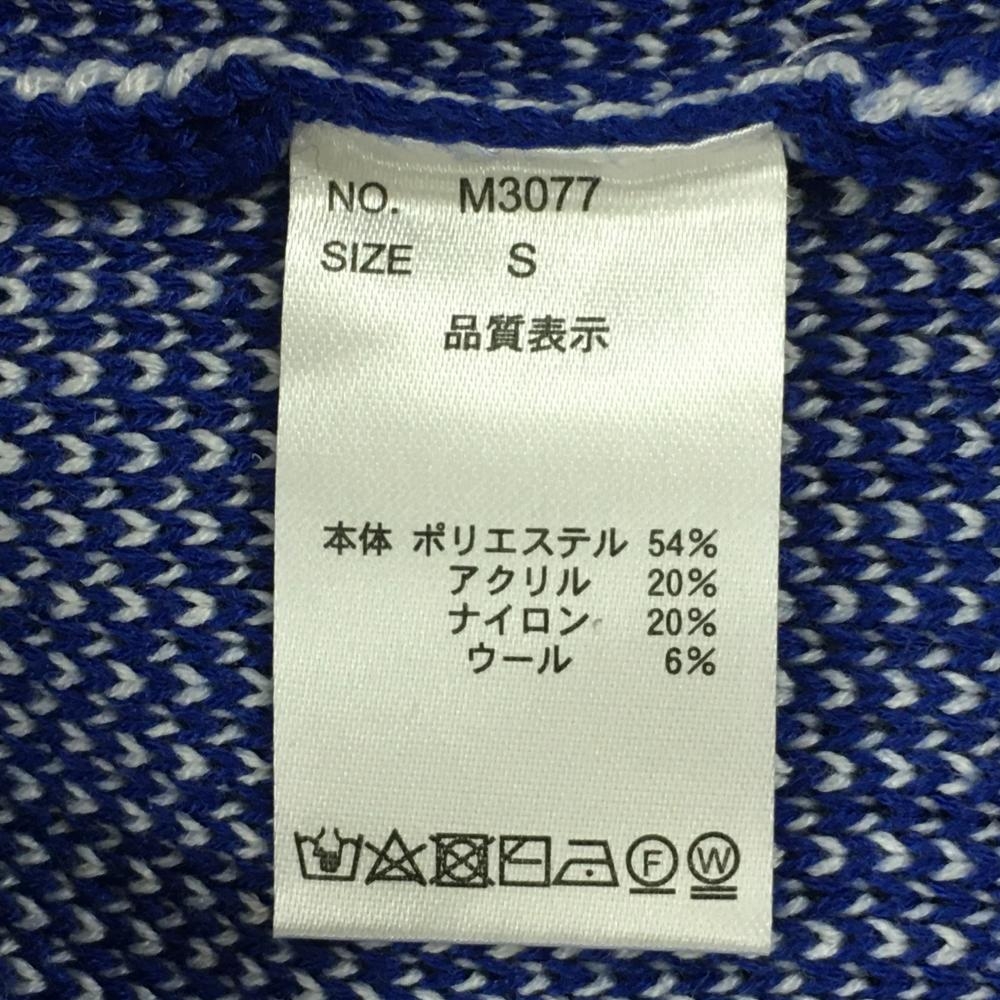 NO. M3077
SIZE S
品質表示
本体 ポリエステル 54%
アクリル 20%
ナイロン 20%
ウール 6%
F W